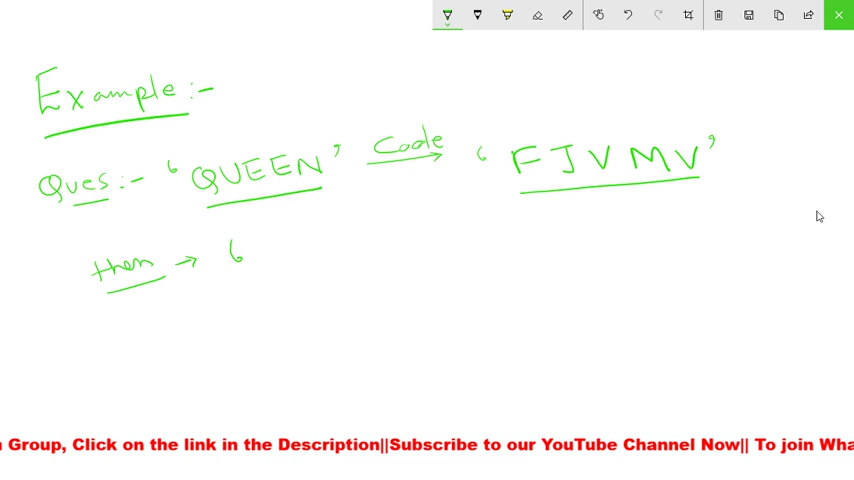 Example:-
Ques:- 'QUEEN' Code → 'FJVMV'
then → '
n Group, Click on the link in the Description||Subscribe to our YouTube Channel Now|| To join Wha